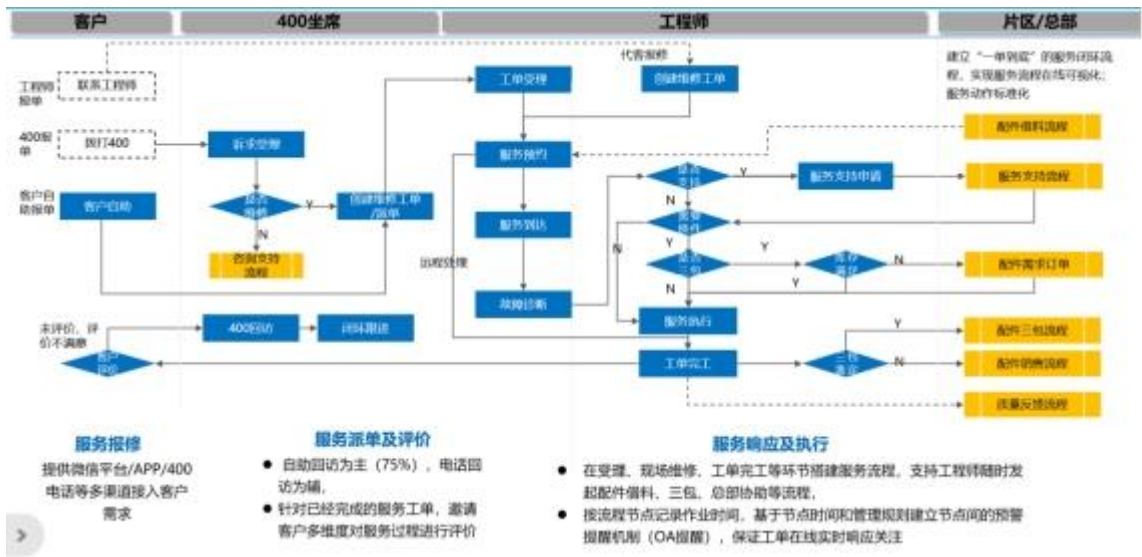 客户
400坐席
工程师
片区/总部
代客报修
建立“一单到底”的服务闭环流
程，实现服务流程在线可视化；
服务动作标准化
工程师
报单
联系工程师
工单受理
创建维修工单
400报
单
拨打400
诉求受理
配件借料流程
服务预约
是否
支持
Y
服务支持申请
服务支持流程
客户自
助报单
客户自助
是否
维修
Y
创建维修工单
/派单
N
需要
配件
服务到达
N
咨询支持
流程
远程处理
N
Y
是否
三包
Y
库存
满足
N
配件需求订单
Y
故障诊断
N
服务执行
未评价、评
价不满意
400回访
闭环跟进
Y
配件三包流程
客户
评价
工单完工
三包
N
配件销售流程
质量反馈流程
服务报修
提供微信平台/APP/400
电话等多渠道接入客户
需求
服务派单及评价
● 自助回访为主（75%），电话回
访为辅，
● 针对已经完成的服务工单，邀请
客户多维度对服务过程进行评价
服务响应及执行
● 在受理、现场维修、工单完工等环节搭建服务流程，支持工程师随时发
起配件借料、三包、总部协助等流程，
● 按流程节点记录作业时间，基于节点时间和管理规则建立节点间的预警
提醒机制（OA提醒），保证工单在线实时响应关注